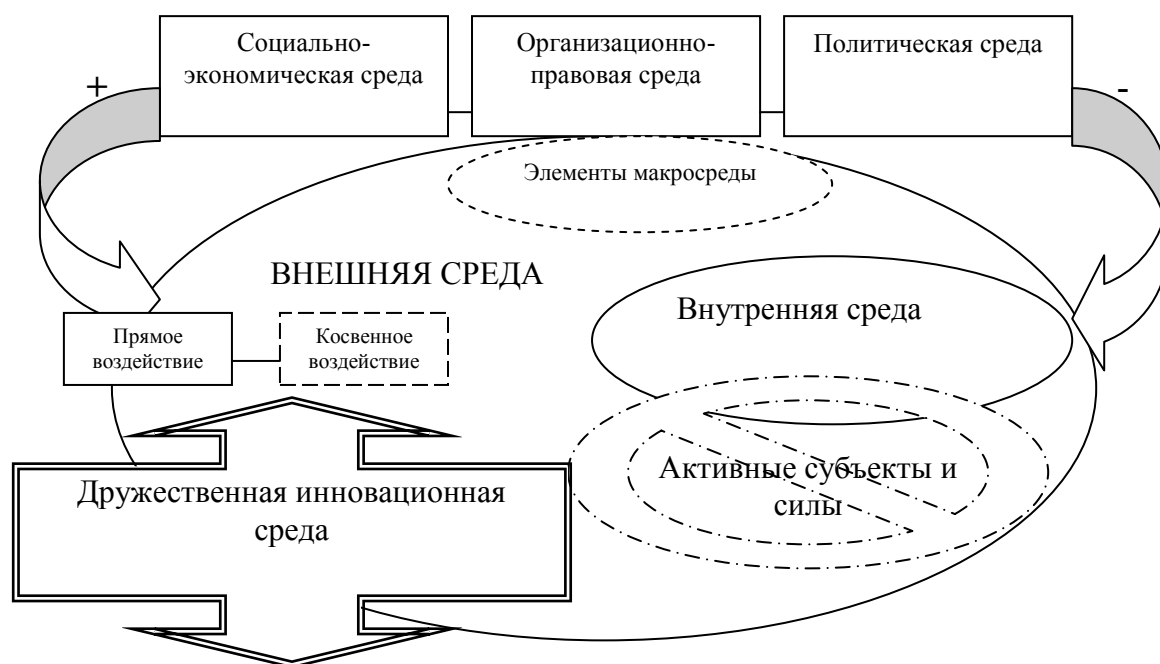 Социально-
экономическая среда
Организационно-
правовая среда
Политическая среда
+
-
Элементы макросреды
ВНЕШНЯЯ СРЕДА
Внутренняя среда
Прямое
воздействие
Косвенное
воздействие
Активные субъекты и
силы
Дружественная инновационная
среда